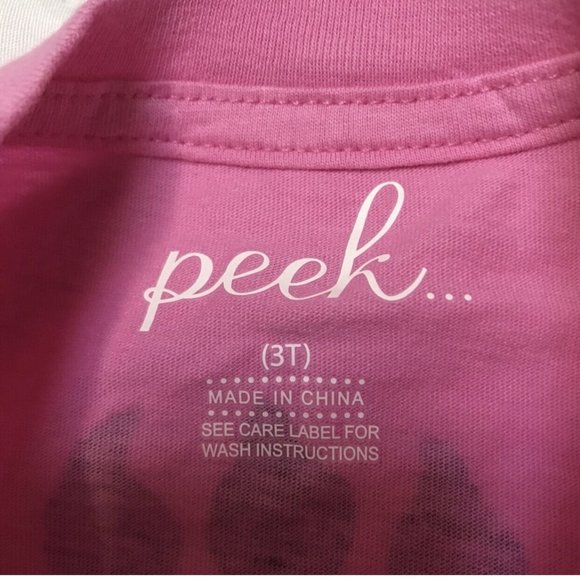 peek...
(3T)
MADE IN CHINA
SEE CARE LABEL FOR
WASH INSTRUCTIONS